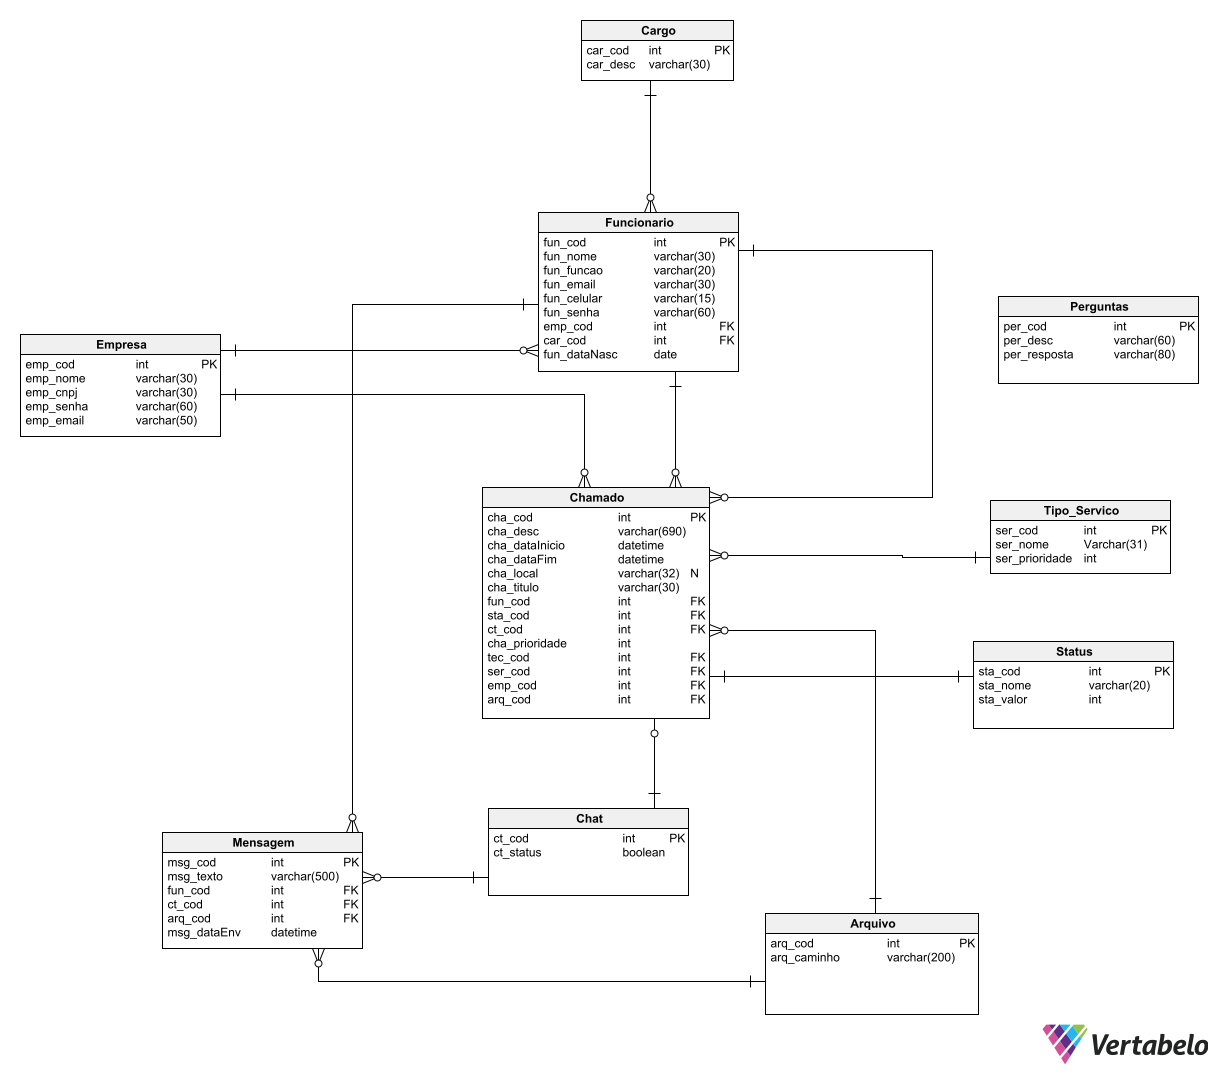 Cargo
car_cod int PK
car_desc varchar(30)
Funcionario
fun_cod int PK
fun_nome varchar(30)
fun_funcao varchar(20)
fun_email varchar(30)
fun_celular varchar(15)
fun_senha varchar(60)
emp_cod int FK
car_cod int FK
fun_dataNasc date
Perguntas
per_cod int PK
per_desc varchar(60)
per_resposta varchar(80)
Empresa
emp_cod int PK
emp_nome varchar(30)
emp_cnpj varchar(30)
emp_senha varchar(60)
emp_email varchar(50)
Chamado
cha_cod int PK
cha_desc varchar(690)
cha_dataInicio datetime
cha_dataFim datetime
cha_local varchar(32) N
cha_titulo varchar(30)
fun_cod int FK
sta_cod int FK
ct_cod int FK
cha_prioridade int
tec_cod int FK
ser_cod int FK
emp_cod int FK
arq_cod int FK
Tipo_Servico
ser_cod int PK
ser_nome Varchar(31)
ser_prioridade int
Status
sta_cod int PK
sta_nome varchar(20)
sta_valor int
Chat
ct_cod int PK
ct_status boolean
Mensagem
msg_cod int PK
msg_texto varchar(500)
fun_cod int FK
ct_cod int FK
arq_cod int FK
msg_dataEnv datetime
Arquivo
arq_cod int PK
arq_caminho varchar(200)
Vertabelo